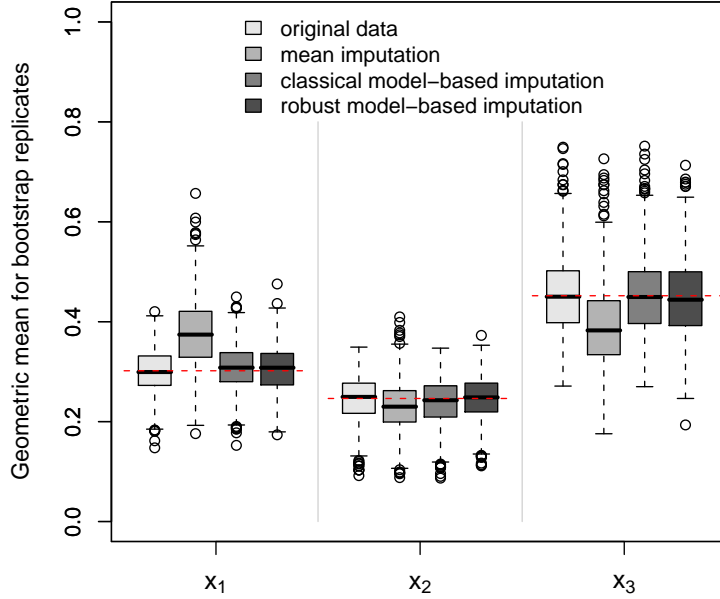 original data
mean imputation
classical model−based imputation
robust model−based imputation
Geometric mean for bootstrap replicates
1.0
0.8
0.6
0.4
0.2
0.0
x1
x2
x3